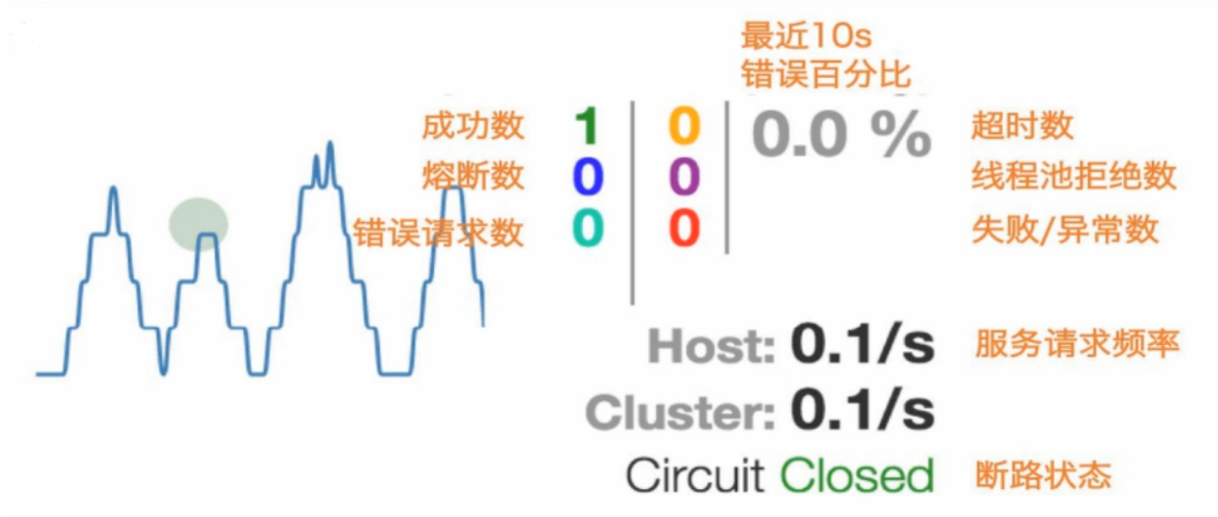 最近10s
错误百分比
成功数 1 0 0.0 % 超时数
熔断数 0 0 线程池拒绝数
错误请求数 0 0 失败/异常数
Host: 0.1/s 服务请求频率
Cluster: 0.1/s
Circuit Closed 断路状态